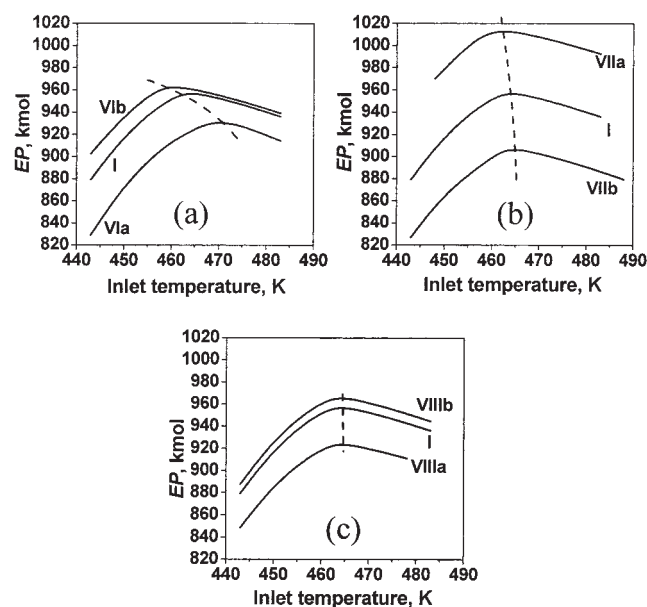 1020
1000
980
960
940
920
900
880
860
840
820
EP, kmol
VIb
I
VIa
(a)
440 450 460 470 480 490
Inlet temperature, K
1020
1000
980
960
940
920
900
880
860
840
820
EP, kmol
VIIa
I
VIIb
(b)
440 450 460 470 480 490
Inlet temperature, K
1020
1000
980
960
940
920
900
880
860
840
820
EP, kmol
VIIIb
I
VIIIa
(c)
440 450 460 470 480 490
Inlet temperature, K